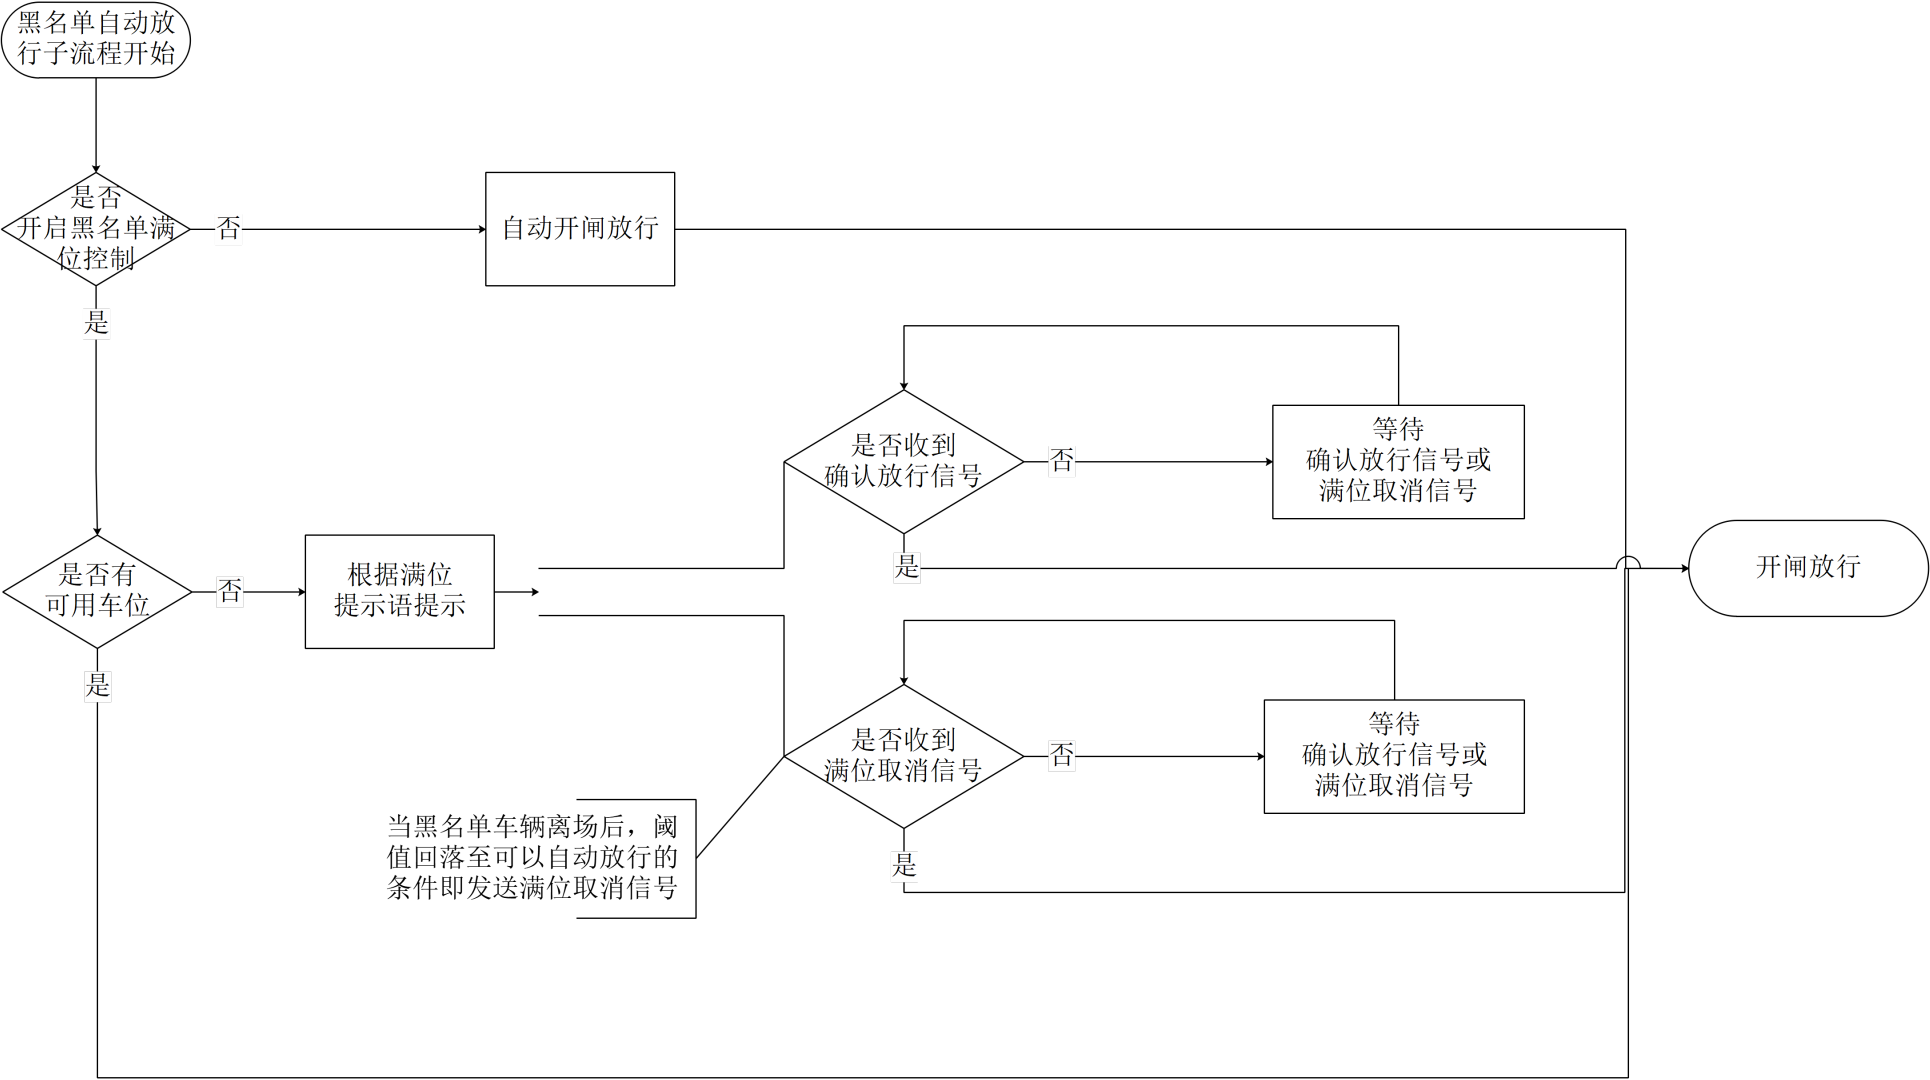 黑名单自动放
行子流程开始
是否
开启黑名单满
位控制
否
自动开闸放行
是
是否收到
确认放行信号
否
等待
确认放行信号或
满位取消信号
是
开闸放行
是否有
可用车位
否
根据满位
提示语提示
是
是否收到
满位取消信号
否
等待
确认放行信号或
满位取消信号
当黑名单车辆离场后，阈
值回落至可以自动放行的
条件即发送满位取消信号
是